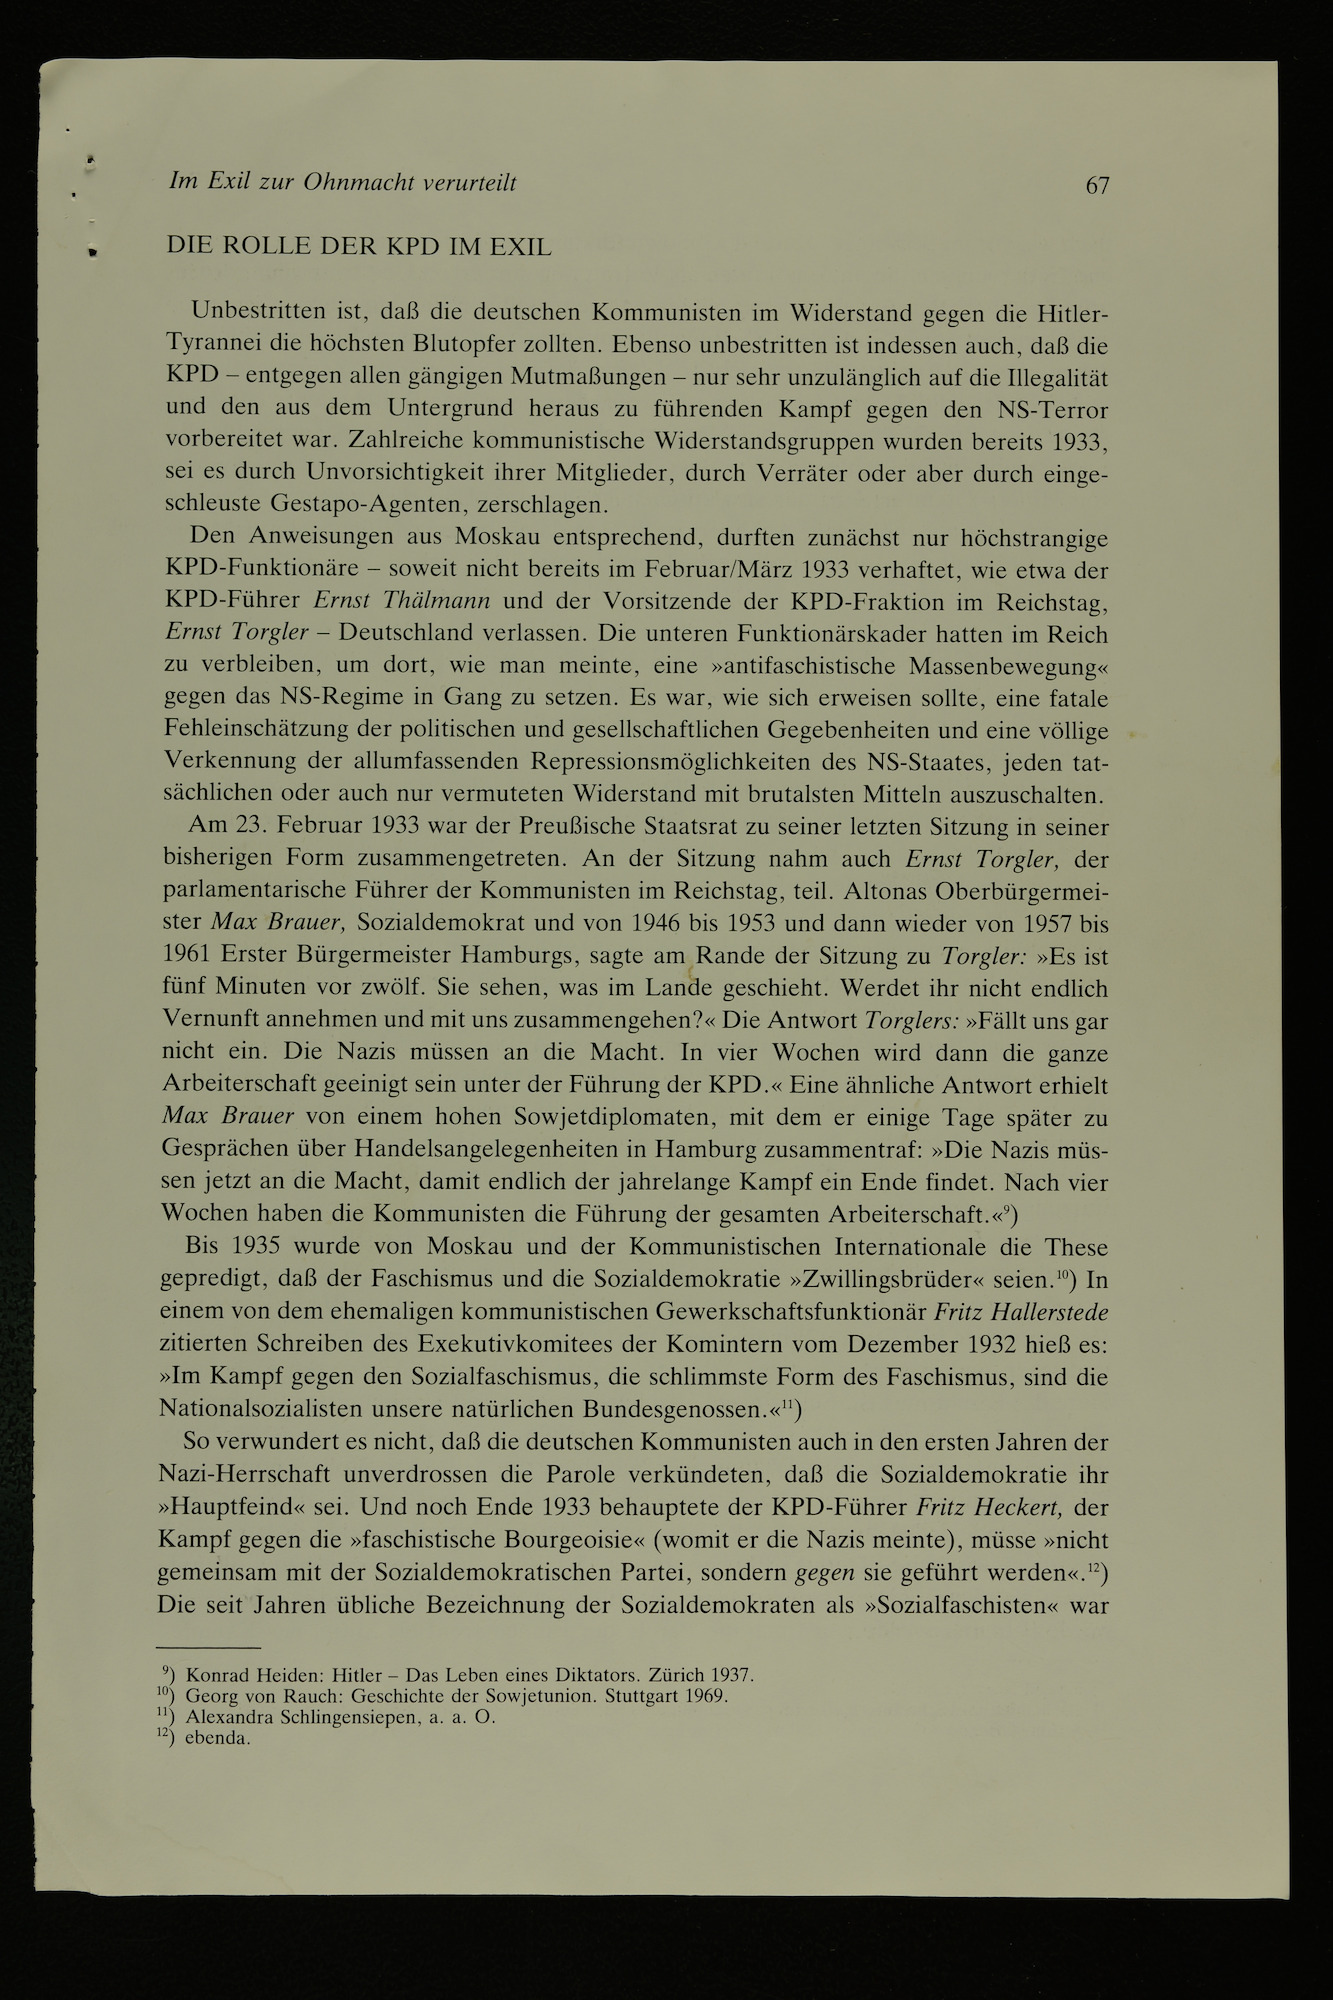 Im Exil zur Ohnmacht verurteilt 67
DIE ROLLE DER KPD IM EXIL
Unbestritten ist, daß die deutschen Kommunisten im Widerstand gegen die Hitler-
Tyrannei die höchsten Blutopfer zollten. Ebenso unbestritten ist indessen auch, daß die
KPD – entgegen allen gängigen Mutmaßungen – nur sehr unzulänglich auf die Illegalität
und den aus dem Untergrund heraus zu führenden Kampf gegen den NS-Terror
vorbereitet war. Zahlreiche kommunistische Widerstandsgruppen wurden bereits 1933,
sei es durch Unvorsichtigkeit ihrer Mitglieder, durch Verräter oder aber durch einge-
schleuste Gestapo-Agenten, zerschlagen.
Den Anweisungen aus Moskau entsprechend, durften zunächst nur höchstrangige
KPD-Funktionäre – soweit nicht bereits im Februar/März 1933 verhaftet, wie etwa der
KPD-Führer Ernst Thälmann und der Vorsitzende der KPD-Fraktion im Reichstag,
Ernst Torgler – Deutschland verlassen. Die unteren Funktionärskader hatten im Reich
zu verbleiben, um dort, wie man meinte, eine »antifaschistische Massenbewegung«
gegen das NS-Regime in Gang zu setzen. Es war, wie sich erweisen sollte, eine fatale
Fehleinschätzung der politischen und gesellschaftlichen Gegebenheiten und eine völlige
Verkennung der allumfassenden Repressionsmöglichkeiten des NS-Staates, jeden tat-
sächlichen oder auch nur vermuteten Widerstand mit brutalsten Mitteln auszuschalten.
Am 23. Februar 1933 war der Preußische Staatsrat zu seiner letzten Sitzung in seiner
bisherigen Form zusammengetreten. An der Sitzung nahm auch Ernst Torgler, der
parlamentarische Führer der Kommunisten im Reichstag, teil. Altonas Oberbürgermei-
ster Max Brauer, Sozialdemokrat und von 1946 bis 1953 und dann wieder von 1957 bis
1961 Erster Bürgermeister Hamburgs, sagte am Rande der Sitzung zu Torgler: »Es ist
fünf Minuten vor zwölf. Sie sehen, was im Lande geschieht. Werdet ihr nicht endlich
Vernunft annehmen und mit uns zusammengehen?« Die Antwort Torglers: »Fällt uns gar
nicht ein. Die Nazis müssen an die Macht. In vier Wochen wird dann die ganze
Arbeiterschaft geeinigt sein unter der Führung der KPD.« Eine ähnliche Antwort erhielt
Max Brauer von einem hohen Sowjetdiplomaten, mit dem er einige Tage später zu
Gesprächen über Handelsangelegenheiten in Hamburg zusammentraf: »Die Nazis müs-
sen jetzt an die Macht, damit endlich der jahrelange Kampf ein Ende findet. Nach vier
Wochen haben die Kommunisten die Führung der gesamten Arbeiterschaft.«⁹)
Bis 1935 wurde von Moskau und der Kommunistischen Internationale die These
gepredigt, daß der Faschismus und die Sozialdemokratie »Zwillingsbrüder« seien.¹⁰) In
einem von dem ehemaligen kommunistischen Gewerkschaftsfunktionär Fritz Hallerstede
zitierten Schreiben des Exekutivkomitees der Komintern vom Dezember 1932 hieß es:
»Im Kampf gegen den Sozialfaschismus, die schlimmste Form des Faschismus, sind die
Nationalsozialisten unsere natürlichen Bundesgenossen.«¹¹)
So verwundert es nicht, daß die deutschen Kommunisten auch in den ersten Jahren der
Nazi-Herrschaft unverdrossen die Parole verkündeten, daß die Sozialdemokratie ihr
»Hauptfeind« sei. Und noch Ende 1933 behauptete der KPD-Führer Fritz Heckert, der
Kampf gegen die »faschistische Bourgeoisie« (womit er die Nazis meinte), müsse »nicht
gemeinsam mit der Sozialdemokratischen Partei, sondern gegen sie geführt werden«.¹²)
Die seit Jahren übliche Bezeichnung der Sozialdemokraten als »Sozialfaschisten« war
⁹) Konrad Heiden: Hitler – Das Leben eines Diktators. Zürich 1937.
¹⁰) Georg von Rauch: Geschichte der Sowjetunion. Stuttgart 1969.
¹¹) Alexandra Schlingensiepen, a. a. O.
¹²) ebenda.